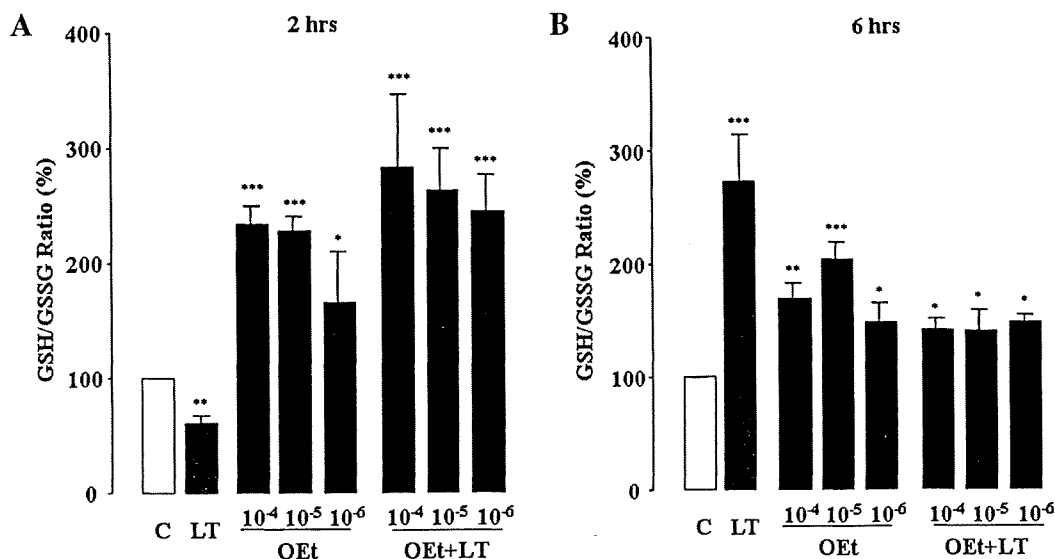 A
2 hrs
GSH/GSSG Ratio (%)
400
300
200
100
0
**
***
***
*
***
***
***
C LT 10⁻⁴ 10⁻⁵ 10⁻⁶ 10⁻⁴ 10⁻⁵ 10⁻⁶
OEt OEt+LT
B
6 hrs
GSH/GSSG Ratio (%)
400
300
200
100
0
***
**
***
*
*
*
*
C LT 10⁻⁴ 10⁻⁵ 10⁻⁶ 10⁻⁴ 10⁻⁵ 10⁻⁶
OEt OEt+LT